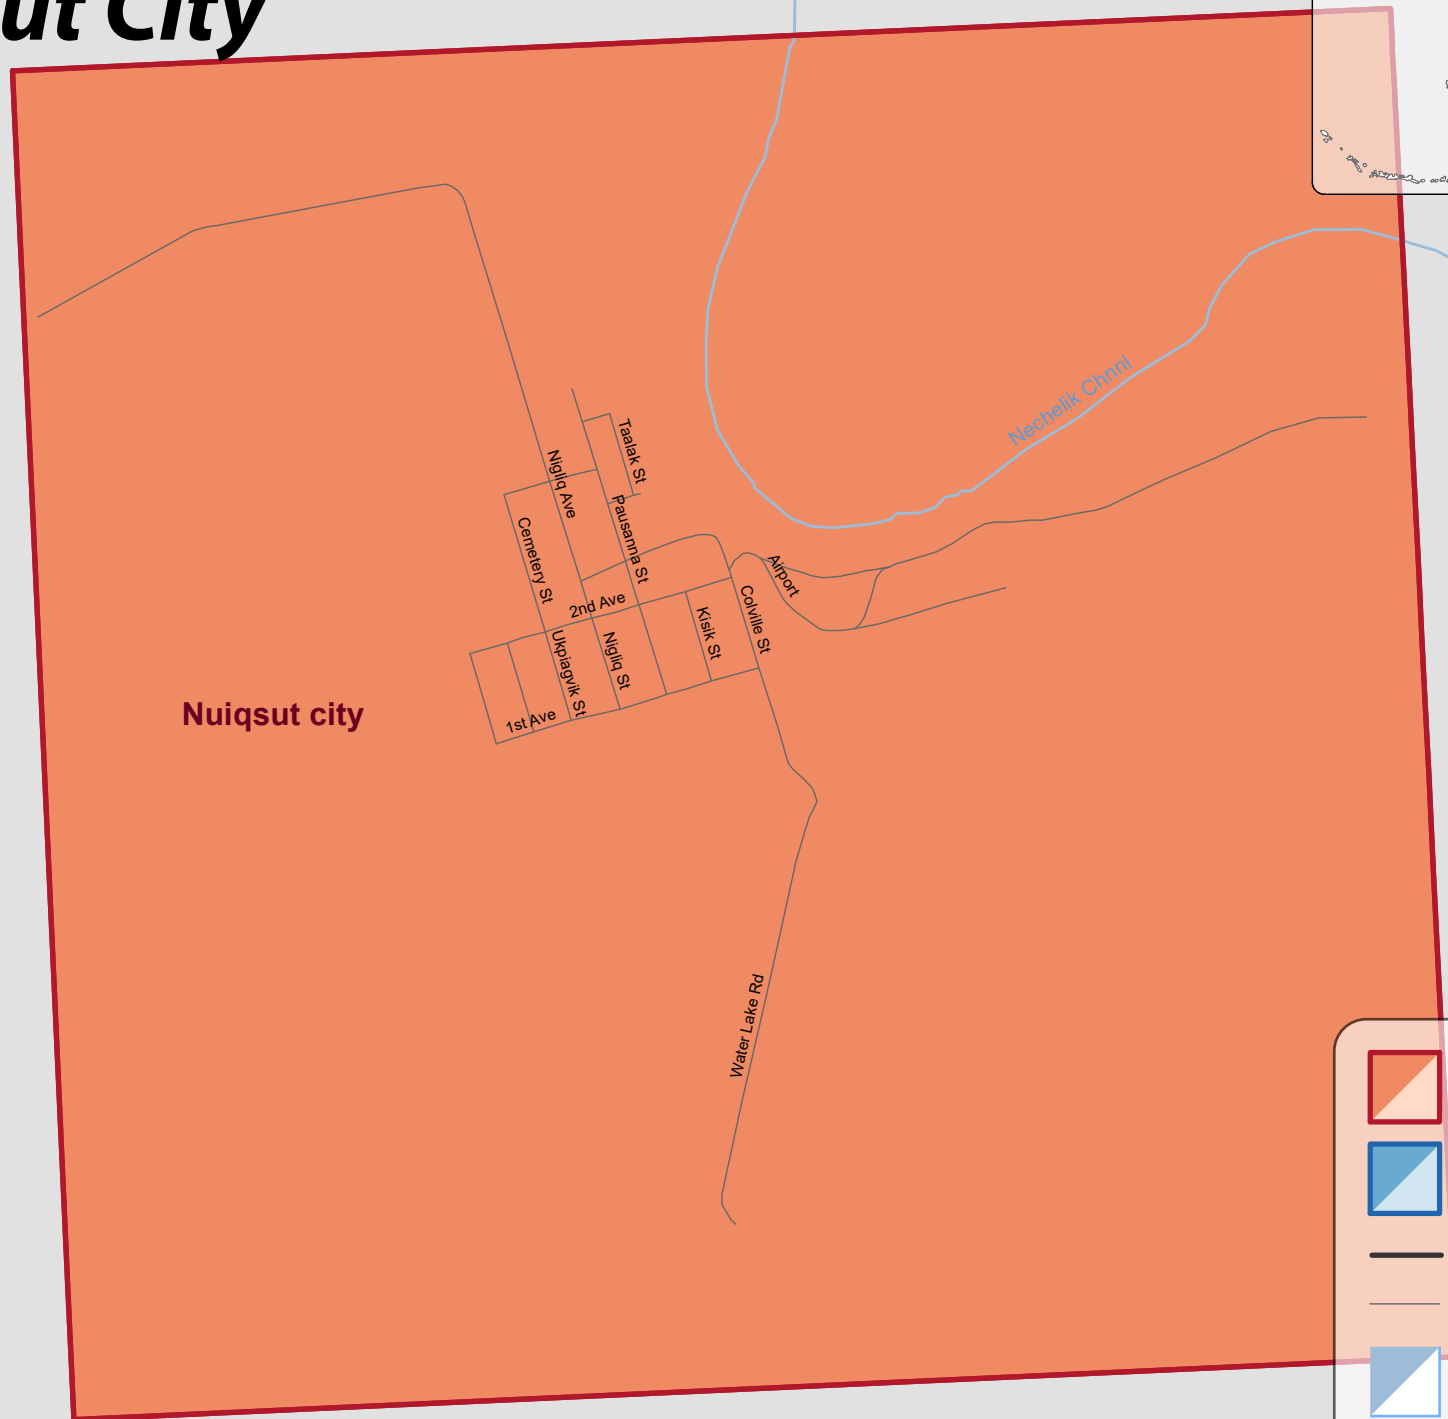 ut City
Nechelik Chnnl
Taalak St
Nigliq Ave
Pausanna St
Cemetery St
Airport
2nd Ave
Colville St
Kisik St
Ukpiagvik St
Nigliq St
1st Ave
Nuiqsut city
Water Lake Rd